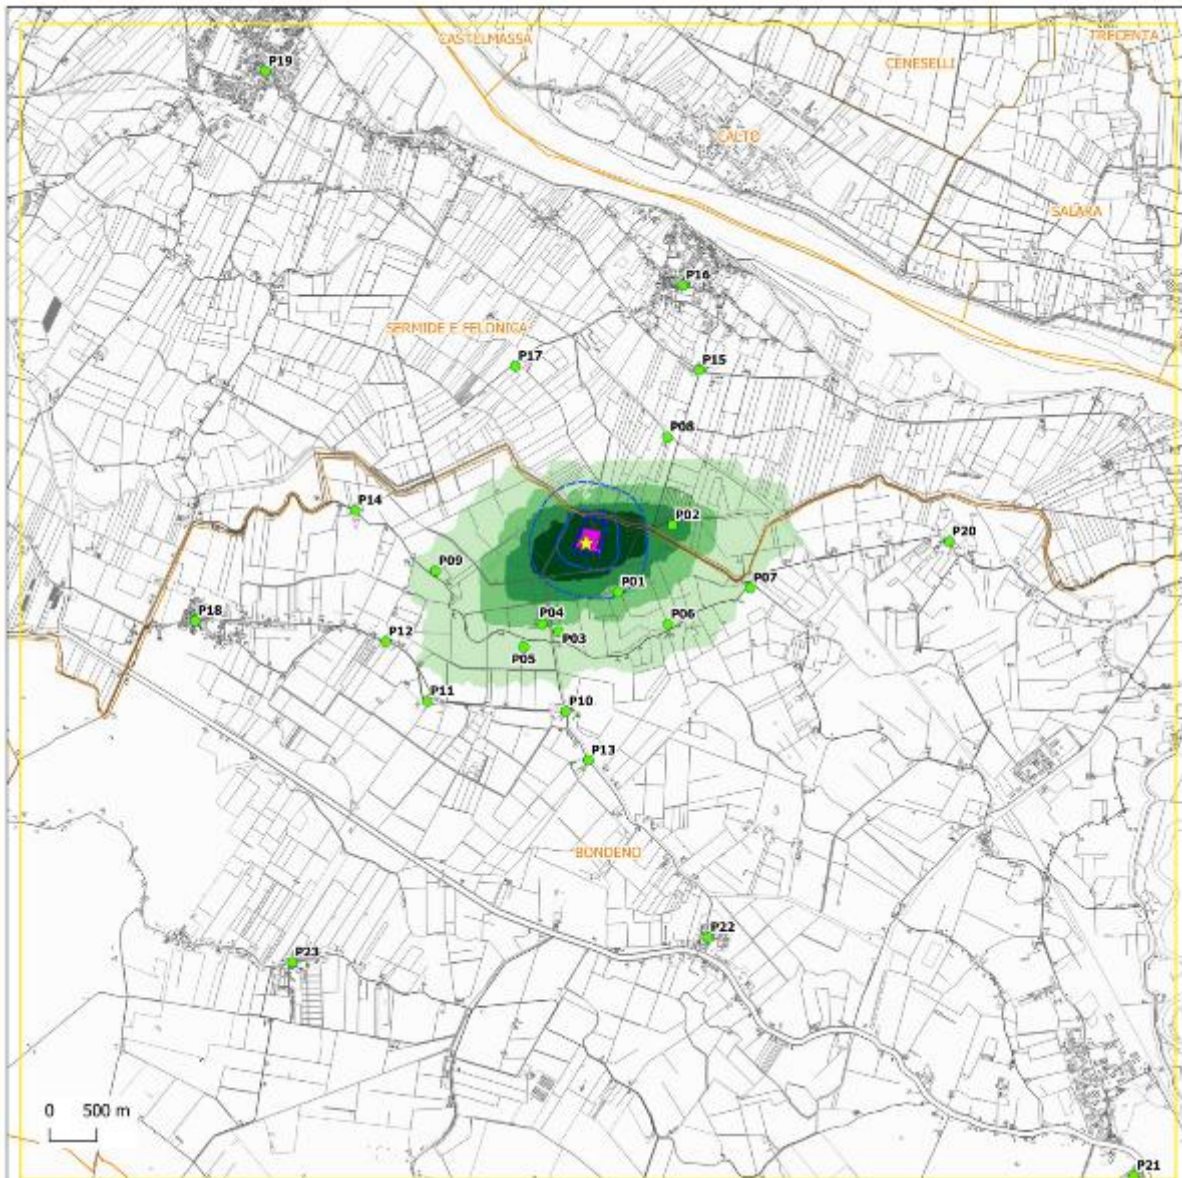 CASTELMASSA
TRECENTA
P19
CENESELLI
CALTO
SALARA
P16
SERMIDE E FELONICA
P17
P15
P08
P14
P02
P20
P09
P01
P07
P18
P04
P06
P12
P03
P05
P11
P10
P13
BONDENO
P22
P23
0 500 m
P21